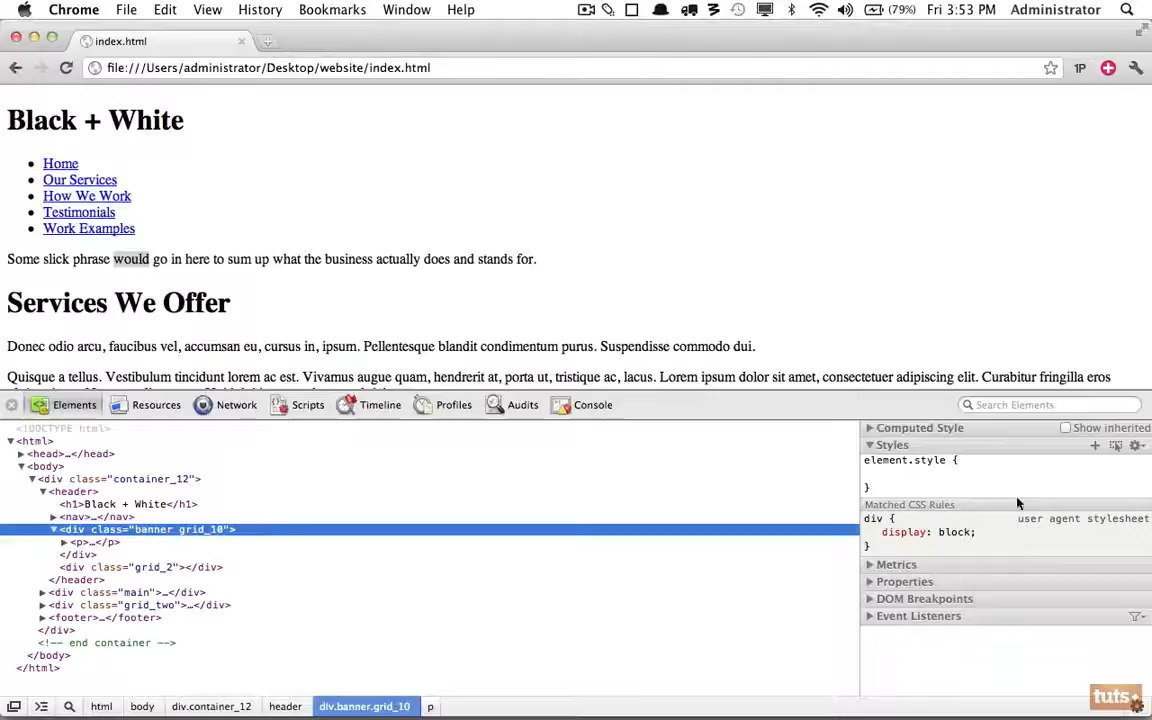 Chrome File Edit View History Bookmarks Window Help (79%) Fri 3:53 PM Administrator
index.html
file:///Users/administrator/Desktop/website/index.html 1P
Black + White
Home
Our Services
How We Work
Testimonials
Work Examples
Some slick phrase would go in here to sum up what the business actually does and stands for.
Services We Offer
Donec odio arcu, faucibus vel, accumsan eu, cursus in, ipsum. Pellentesque blandit condimentum purus. Suspendisse commodo dui.
Quisque a tellus. Vestibulum tincidunt lorem ac est. Vivamus augue quam, hendrerit at, porta ut, tristique ac, lacus. Lorem ipsum dolor sit amet, consectetuer adipiscing elit. Curabitur fringilla eros
Elements Resources Network Scripts Timeline Profiles Audits Console Search Elements
<!DOCTYPE html>
<html>
<head>…</head>
<body>
<div class="container_12">
<header>
<h1>Black + White</h1>
<nav>…</nav>
<div class="banner grid_10">
<p>…</p>
</div>
<div class="grid_2"></div>
</header>
<div class="main">…</div>
<div class="grid_two">…</div>
<footer>…</footer>
</div>
<!-- end container -->
</body>
</html>
Computed Style Show inherited
Styles
element.style {
}
Matched CSS Rules
div { user agent stylesheet
display: block;
}
Metrics
Properties
DOM Breakpoints
Event Listeners
html body div.container_12 header div.banner.grid_10 p
tuts+